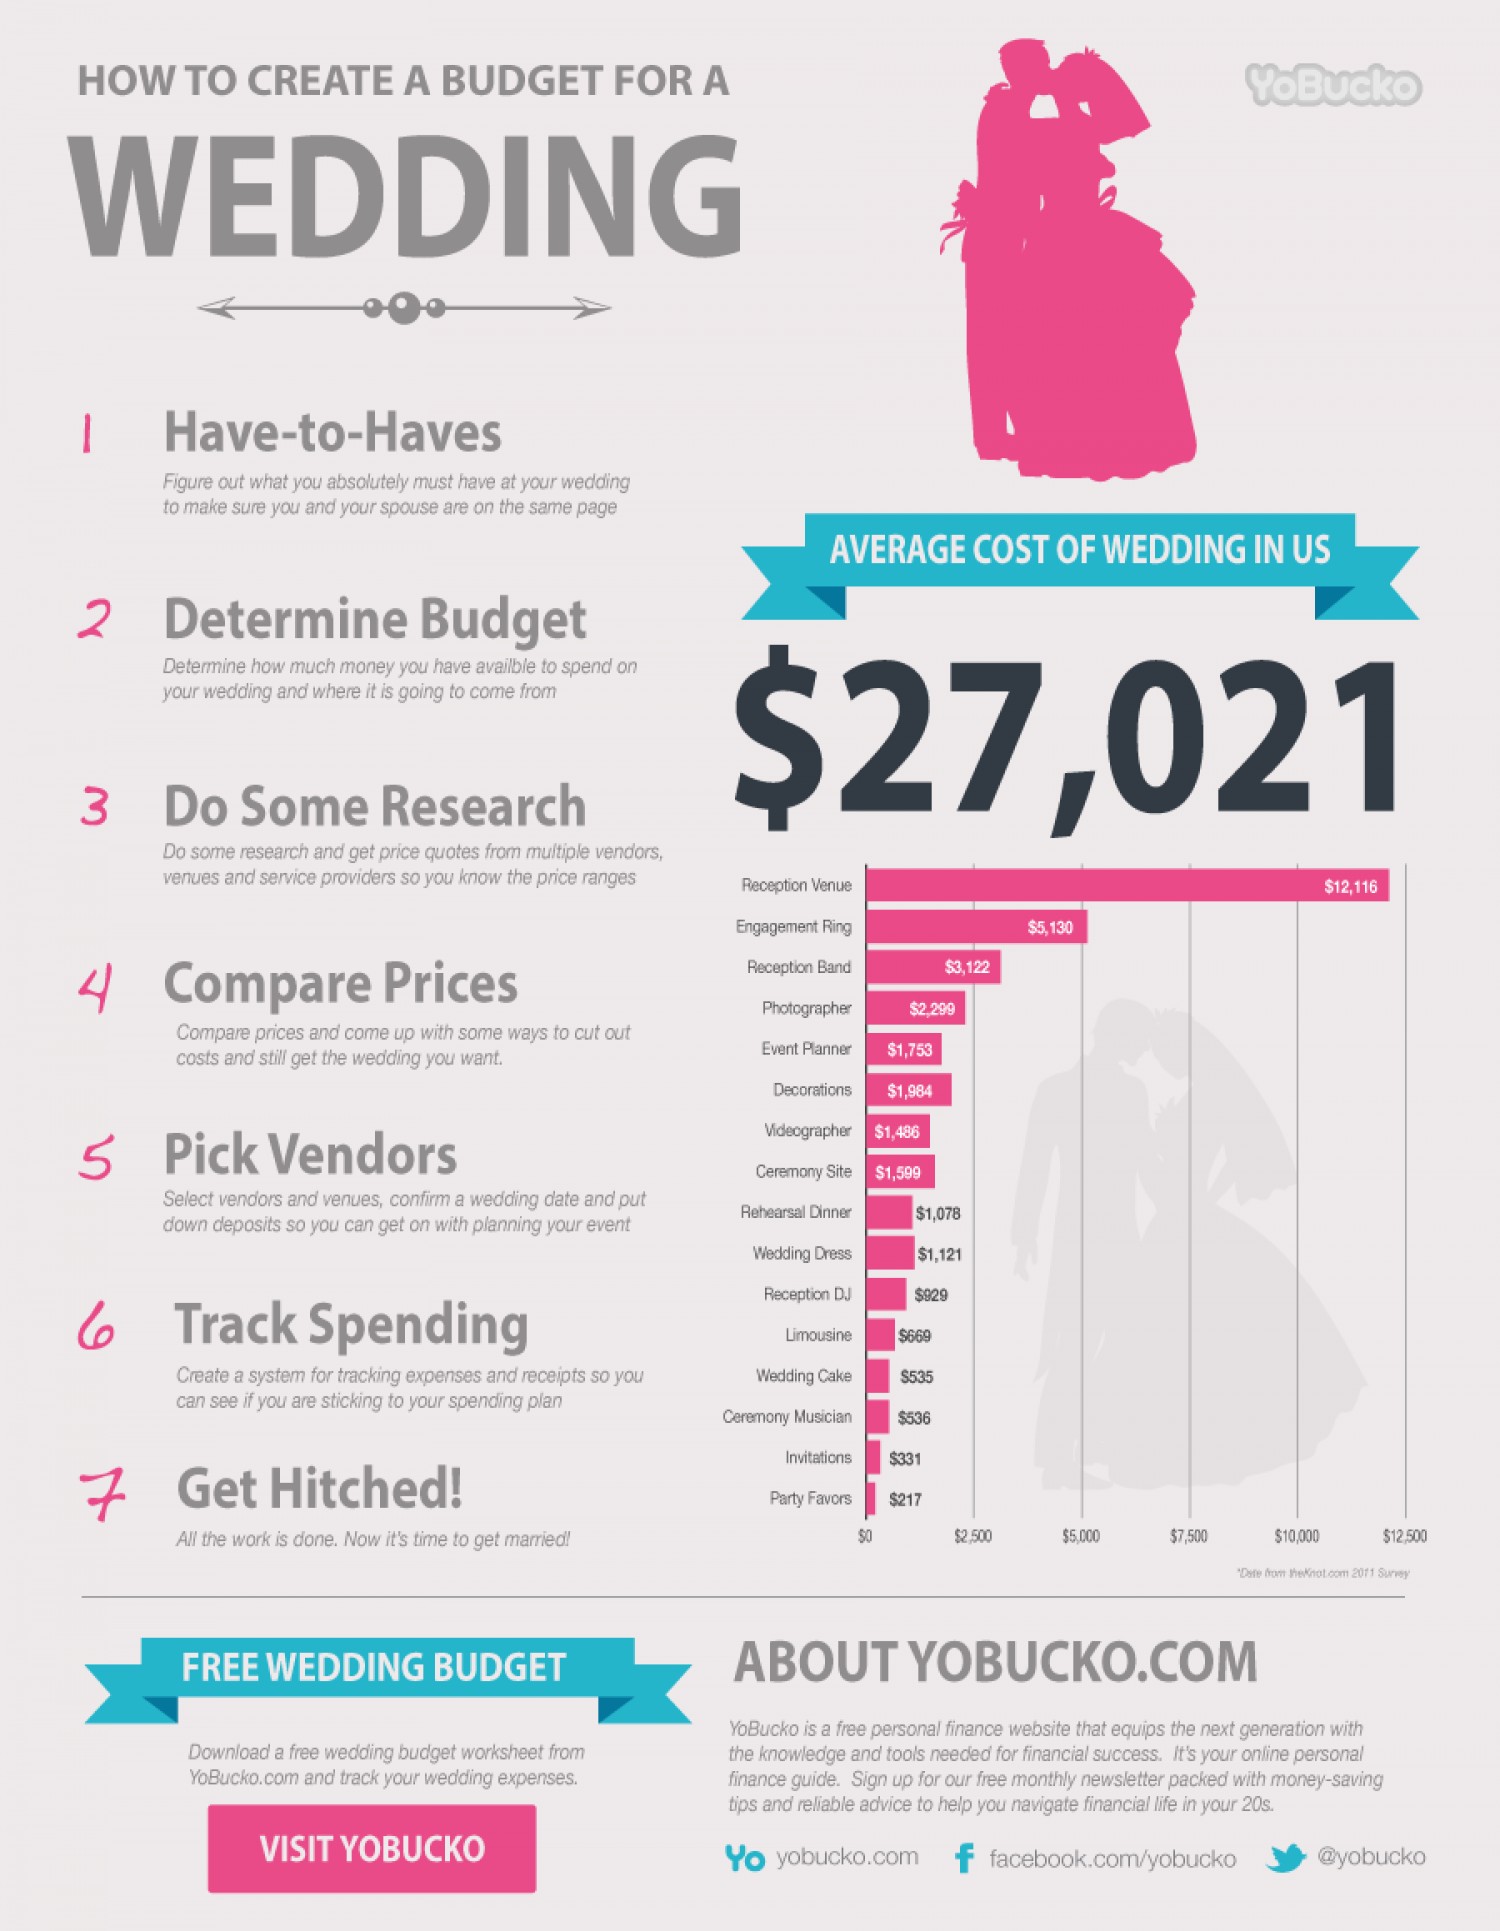 HOW TO CREATE A BUDGET FOR A
WEDDING
YoBucko
1 Have-to-Haves
Figure out what you absolutely must have at your wedding
to make sure you and your spouse are on the same page
2 Determine Budget
Determine how much money you have availble to spend on
your wedding and where it is going to come from
3 Do Some Research
Do some research and get price quotes from multiple vendors,
venues and service providers so you know the price ranges
4 Compare Prices
Compare prices and come up with some ways to cut out
costs and still get the wedding you want.
5 Pick Vendors
Select vendors and venues, confirm a wedding date and put
down deposits so you can get on with planning your event
6 Track Spending
Create a system for tracking expenses and receipts so you
can see if you are sticking to your spending plan
7 Get Hitched!
All the work is done. Now it's time to get married!
AVERAGE COST OF WEDDING IN US
$27,021
Reception Venue $12,116
Engagement Ring $5,130
Reception Band $3,122
Photographer $2,299
Event Planner $1,753
Decorations $1,984
Videographer $1,486
Ceremony Site $1,599
Rehearsal Dinner $1,078
Wedding Dress $1,121
Reception DJ $929
Limousine $669
Wedding Cake $535
Ceremony Musician $536
Invitations $331
Party Favors $217
$0 $2,500 $5,000 $7,500 $10,000 $12,500
*Date from theKnot.com 2011 Survey
FREE WEDDING BUDGET
Download a free wedding budget worksheet from
YoBucko.com and track your wedding expenses.
VISIT YOBUCKO
ABOUT YOBUCKO.COM
YoBucko is a free personal finance website that equips the next generation with
the knowledge and tools needed for financial success. It's your online personal
finance guide. Sign up for our free monthly newsletter packed with money-saving
tips and reliable advice to help you navigate financial life in your 20s.
Yo yobucko.com f facebook.com/yobucko @yobucko